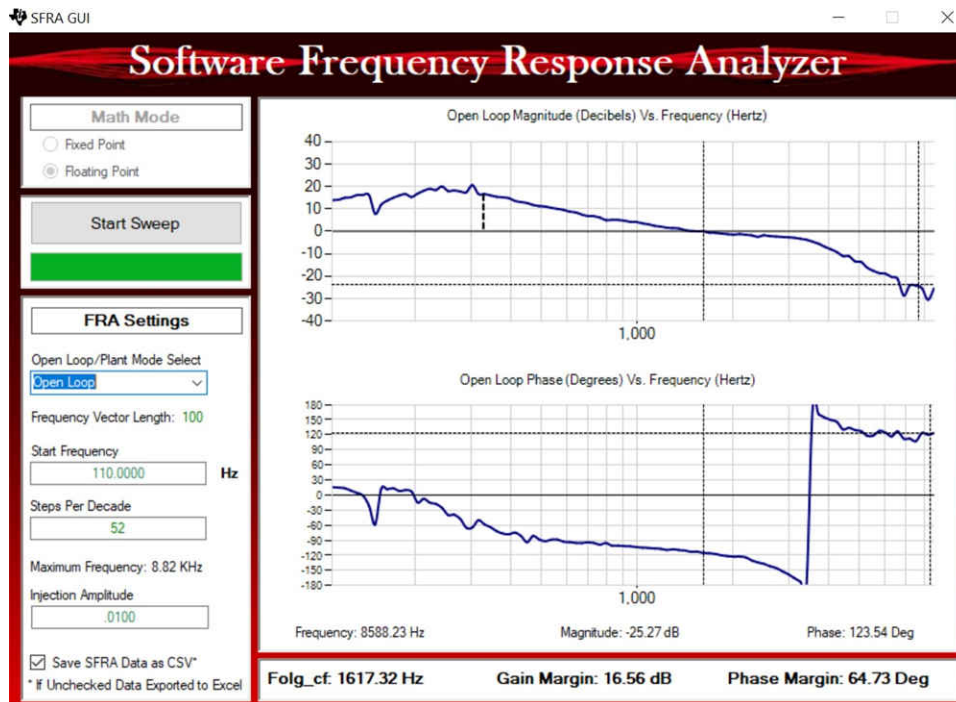 SFRA GUI
Software Frequency Response Analyzer
Math Mode
Fixed Point
Floating Point
Start Sweep
FRA Settings
Open Loop/Plant Mode Select
Open Loop
Frequency Vector Length: 100
Start Frequency
110.0000 Hz
Steps Per Decade
52
Maximum Frequency: 8.82 KHz
Injection Amplitude
.0100
Save SFRA Data as CSV*
* If Unchecked Data Exported to Excel
Open Loop Magnitude (Decibels) Vs. Frequency (Hertz)
40
30
20
10
0
-10
-20
-30
-40
1,000
Open Loop Phase (Degrees) Vs. Frequency (Hertz)
180
150
120
90
60
30
0
-30
-60
-90
-120
-150
-180
1,000
Frequency: 8588.23 Hz Magnitude: -25.27 dB Phase: 123.54 Deg
Folg_cf: 1617.32 Hz Gain Margin: 16.56 dB Phase Margin: 64.73 Deg